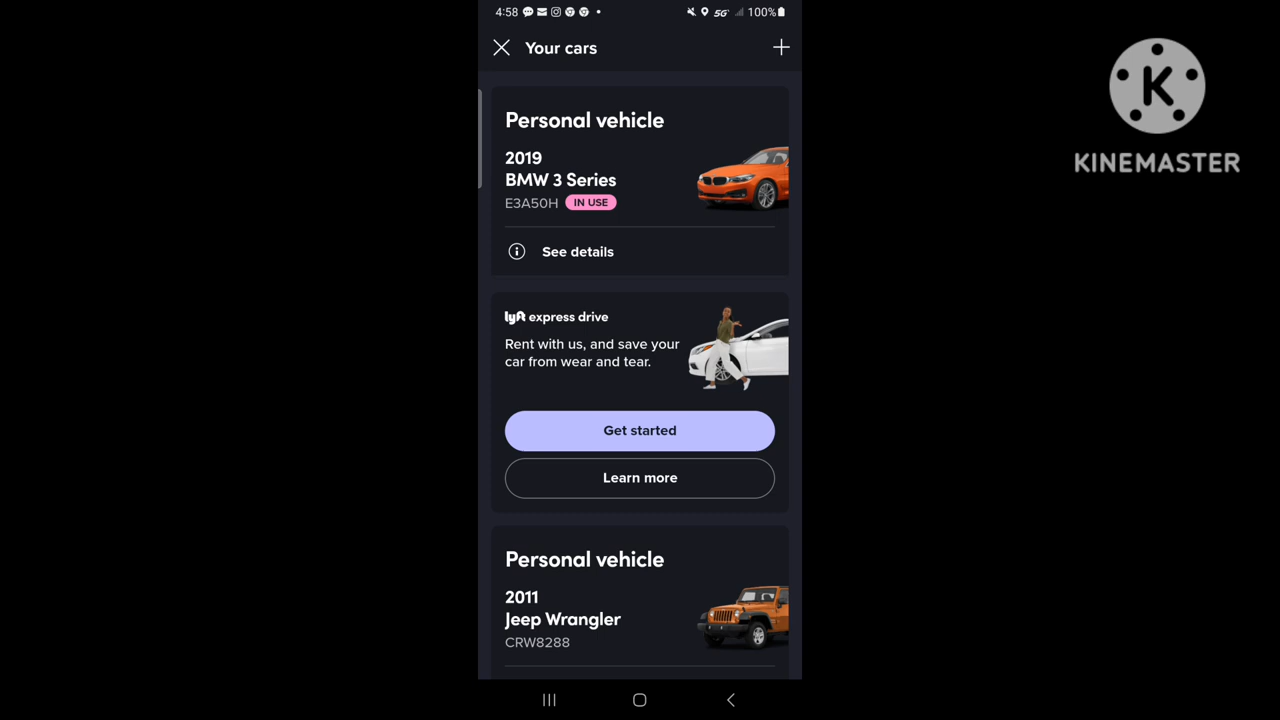 4:58
5G
100%
Your cars
Personal vehicle
2019
BMW 3 Series
E3A50H IN USE
See details
lyft express drive
Rent with us, and save your
car from wear and tear.
Get started
Learn more
Personal vehicle
2011
Jeep Wrangler
CRW8288
K
KINEMASTER